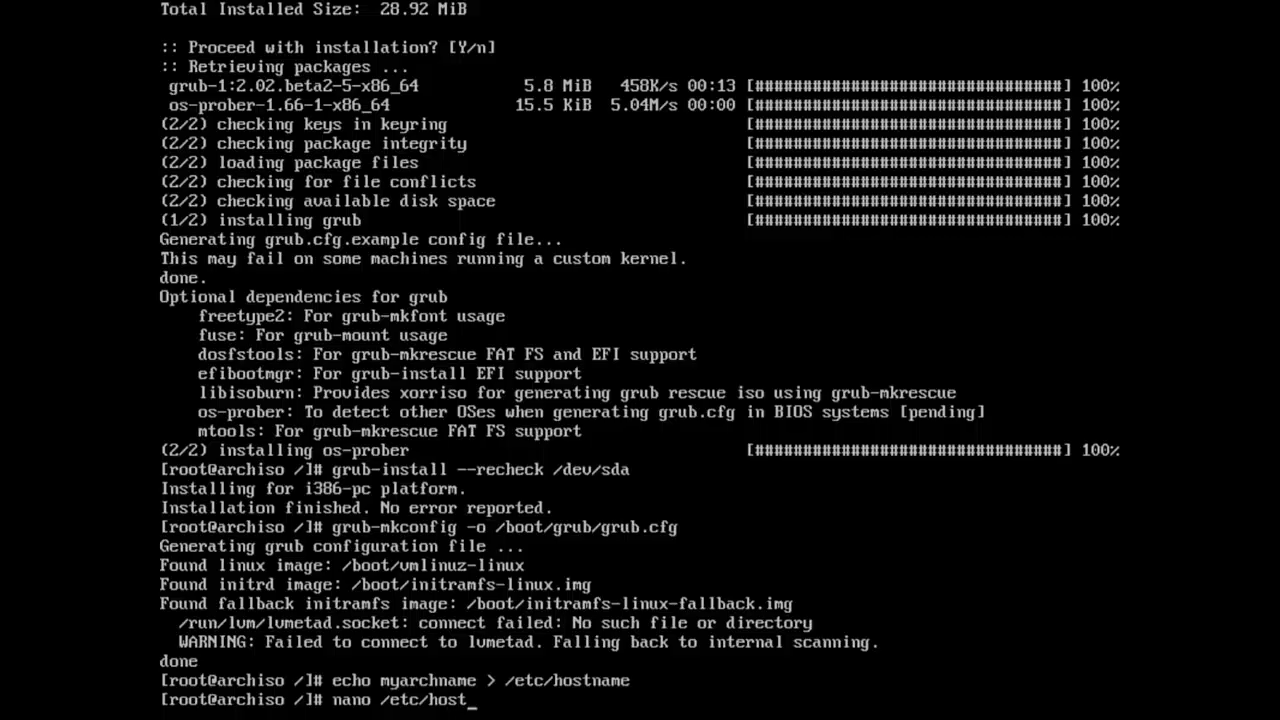 Total Installed Size:  28.92 MiB
:: Proceed with installation? [Y/n]
:: Retrieving packages ...
grub-1:2.02.beta2-5-x86_64 5.8 MiB 458K/s 00:13 [################################] 100%
os-prober-1.66-1-x86_64 15.5 KiB 5.04M/s 00:00 [################################] 100%
(2/2) checking keys in keyring [################################] 100%
(2/2) checking package integrity [################################] 100%
(2/2) loading package files [################################] 100%
(2/2) checking for file conflicts [################################] 100%
(2/2) checking available disk space [################################] 100%
(1/2) installing grub [################################] 100%
Generating grub.cfg.example config file...
This may fail on some machines running a custom kernel.
done.
Optional dependencies for grub
    freetype2: For grub-mkfont usage
    fuse: For grub-mount usage
    dosfstools: For grub-mkrescue FAT FS and EFI support
    efibootmgr: For grub-install EFI support
    libisoburn: Provides xorriso for generating grub rescue iso using grub-mkrescue
    os-prober: To detect other OSes when generating grub.cfg in BIOS systems [pending]
    mtools: For grub-mkrescue FAT FS support
(2/2) installing os-prober [################################] 100%
[root@archiso /]# grub-install --recheck /dev/sda
Installing for i386-pc platform.
Installation finished. No error reported.
[root@archiso /]# grub-mkconfig -o /boot/grub/grub.cfg
Generating grub configuration file ...
Found linux image: /boot/vmlinuz-linux
Found initrd image: /boot/initramfs-linux.img
Found fallback initramfs image: /boot/initramfs-linux-fallback.img
  /run/lvm/lvmetad.socket: connect failed: No such file or directory
  WARNING: Failed to connect to lvmetad. Falling back to internal scanning.
done
[root@archiso /]# echo myarchname > /etc/hostname
[root@archiso /]# nano /etc/host_